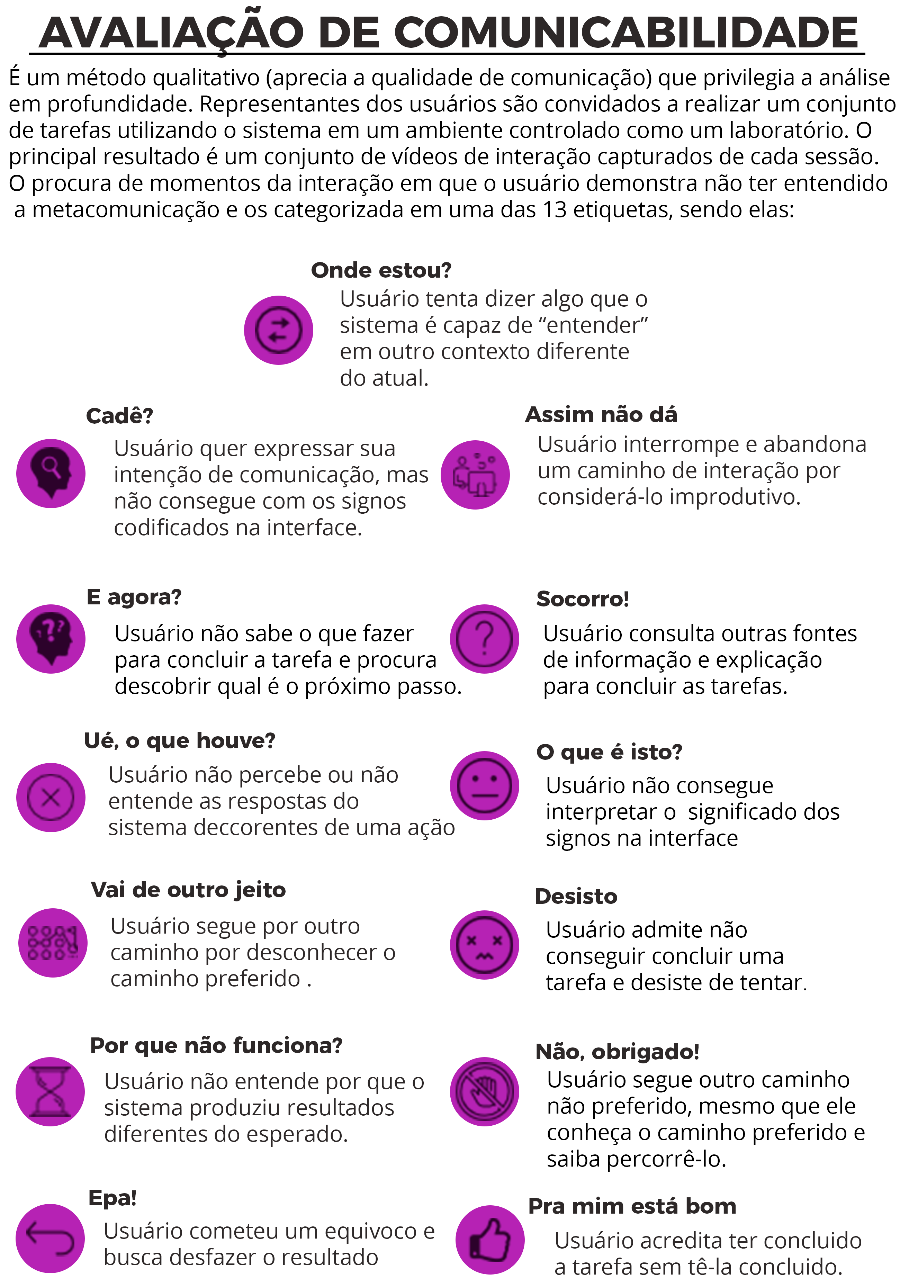 AVALIAÇÃO DE COMUNICABILIDADE
É um método qualitativo (aprecia a qualidade de comunicação) que privilegia a análise
em profundidade. Representantes dos usuários são convidados a realizar um conjunto
de tarefas utilizando o sistema em um ambiente controlado como um laboratório. O
principal resultado é um conjunto de vídeos de interação capturados de cada sessão.
O procura de momentos da interação em que o usuário demonstra não ter entendido
a metacomunicação e os categorizada em uma das 13 etiquetas, sendo elas:
Onde estou?
Usuário tenta dizer algo que o
sistema é capaz de “entender”
em outro contexto diferente
do atual.
Cadê?
Usuário quer expressar sua
intenção de comunicação, mas
não consegue com os signos
codificados na interface.
Assim não dá
Usuário interrompe e abandona
um caminho de interação por
considerá-lo improdutivo.
E agora?
Usuário não sabe o que fazer
para concluir a tarefa e procura
descobrir qual é o próximo passo.
Socorro!
Usuário consulta outras fontes
de informação e explicação
para concluir as tarefas.
Ué, o que houve?
Usuário não percebe ou não
entende as respostas do
sistema deccorentes de uma ação
O que é isto?
Usuário não consegue
interpretar o significado dos
signos na interface
Vai de outro jeito
Usuário segue por outro
caminho por desconhecer o
caminho preferido .
Desisto
Usuário admite não
conseguir concluir uma
tarefa e desiste de tentar.
Por que não funciona?
Usuário não entende por que o
sistema produziu resultados
diferentes do esperado.
Não, obrigado!
Usuário segue outro caminho
não preferido, mesmo que ele
conheça o caminho preferido e
saiba percorrê-lo.
Epa!
Usuário cometeu um equivoco e
busca desfazer o resultado
Pra mim está bom
Usuário acredita ter concluido
a tarefa sem tê-la concluido.